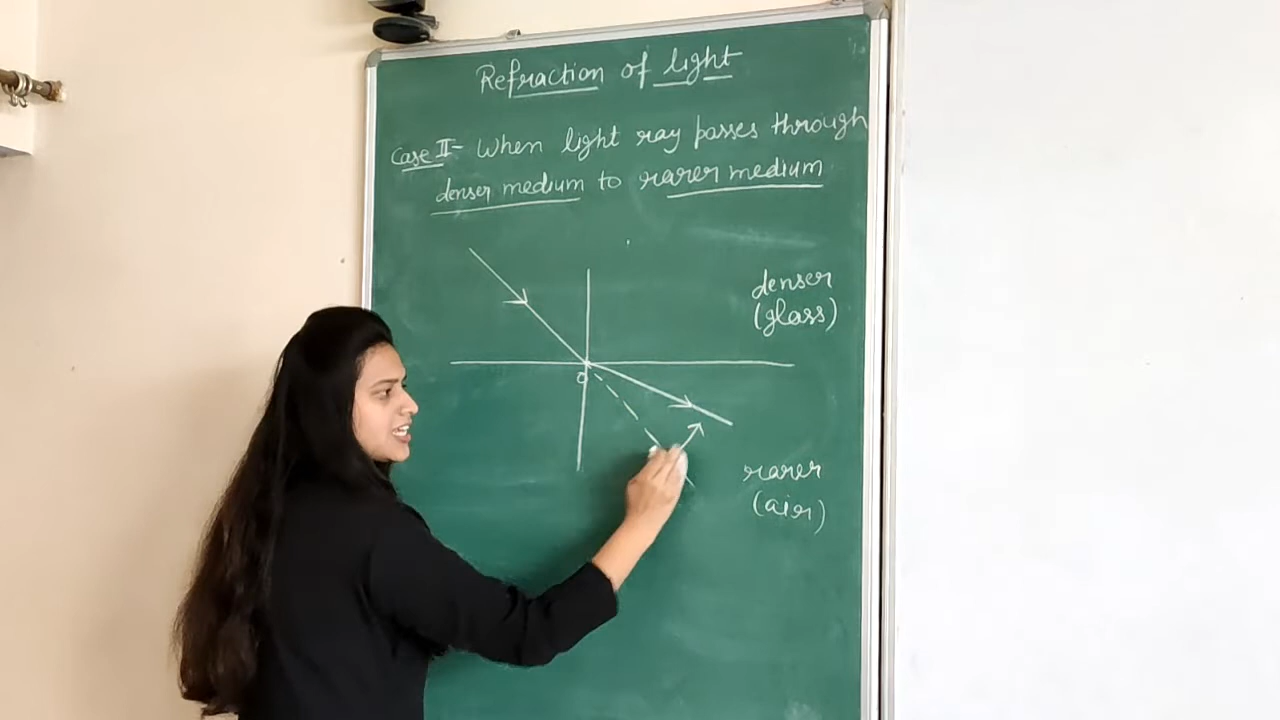 Refraction of light
Case II- When light ray passes through
denser medium to rarer medium
denser
(glass)
O
rarer
(air)